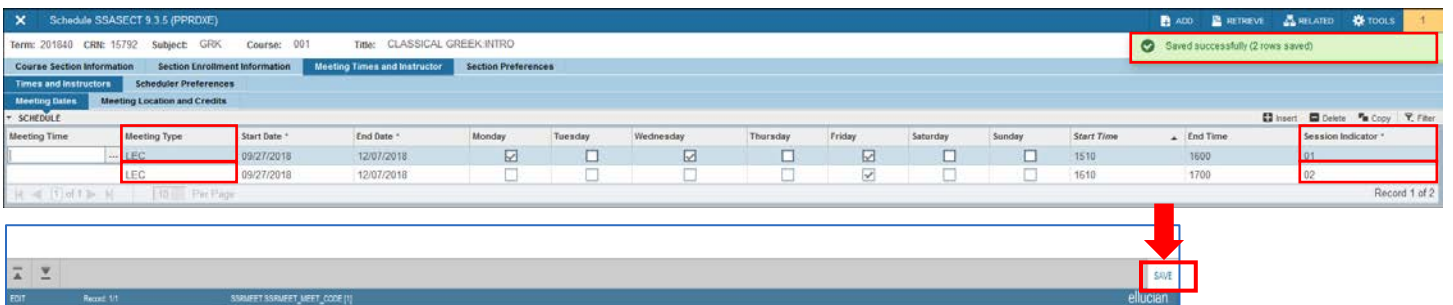 Schedule SSASECT 9.3.5 (PPRDXE) ADD RETRIEVE RELATED TOOLS 1
Term: 201840 CRN: 15792 Subject: GRK Course: 001 Title: CLASSICAL GREEK:INTRO Saved successfully (2 rows saved)
Course Section Information Section Enrollment Information Meeting Times and Instructor Section Preferences
Times and Instructors Scheduler Preferences
Meeting Dates Meeting Location and Credits
SCHEDULE Insert Delete Copy Filter
Meeting Time Meeting Type Start Date * End Date * Monday Tuesday Wednesday Thursday Friday Saturday Sunday Start Time End Time Session Indicator *
... LEC 09/27/2018 12/07/2018 1510 1600 01
LEC 09/27/2018 12/07/2018 1610 1700 02
1 of 1 10 Per Page Record 1 of 2
SAVE
EDIT Record: 1/1 SSRMEET.SSRMEET_MEET_CODE [1] ellucian